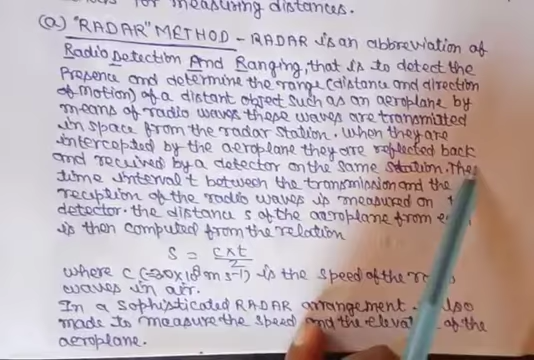 for measuring distances.
(a) "RADAR" METHOD - RADAR is an abbreviation of
Radio Detection And Ranging, that is to detect the
presence and determine the range (distance and direction
of motion) of a distant object such as an aeroplane by
means of radio waves these waves are transmitted
in space from the radar station. When they are
intercepted by the aeroplane they are reflected back
and received by a detector on the same station. The
time interval t between the transmission and the
reception of the radio waves is measured on
detector. the distance s of the aeroplane from
is then computed from the relation
S = c×t/2
where c (=3.0×10⁸ m s⁻¹) is the speed of the
waves in air.
In a sophisticated RADAR arrangement.
made to measure the speed and the of the
aeroplane.